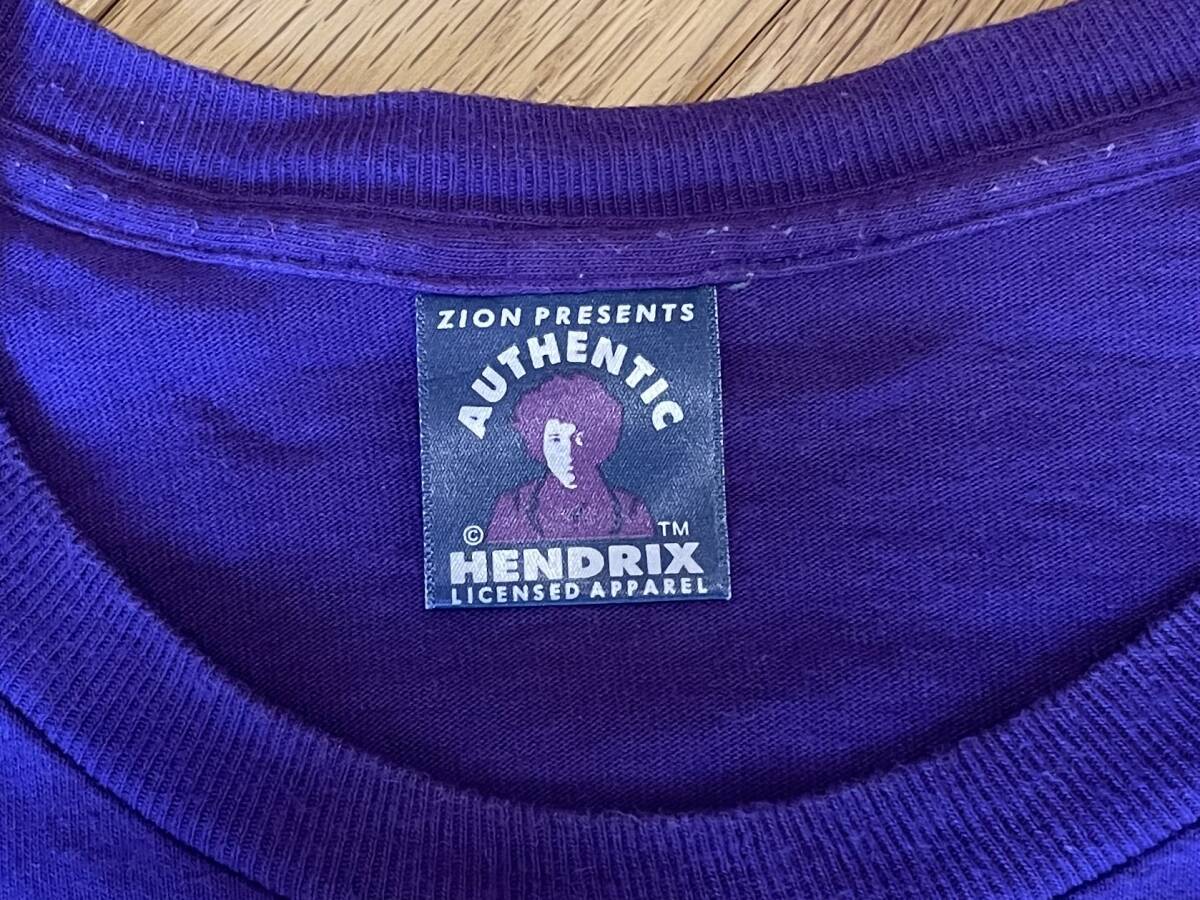 ZION PRESENTS
AUTHENTIC
© TM
HENDRIX
LICENSED APPAREL